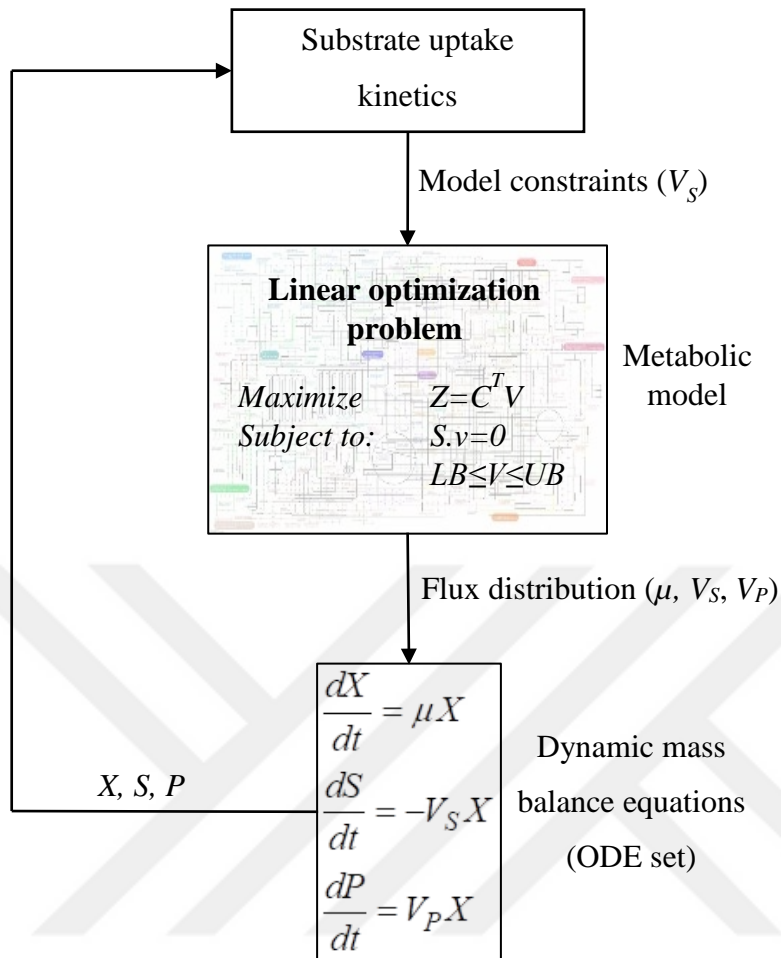 Substrate uptake
kinetics
Model constraints (V_S)
Linear optimization
problem
Maximize Z=C^T V
Subject to: S.v=0
LB≤V≤UB
Metabolic
model
Flux distribution (μ, V_S, V_P)
dX/dt = μX
dS/dt = -V_S X
dP/dt = V_P X
X, S, P
Dynamic mass
balance equations
(ODE set)